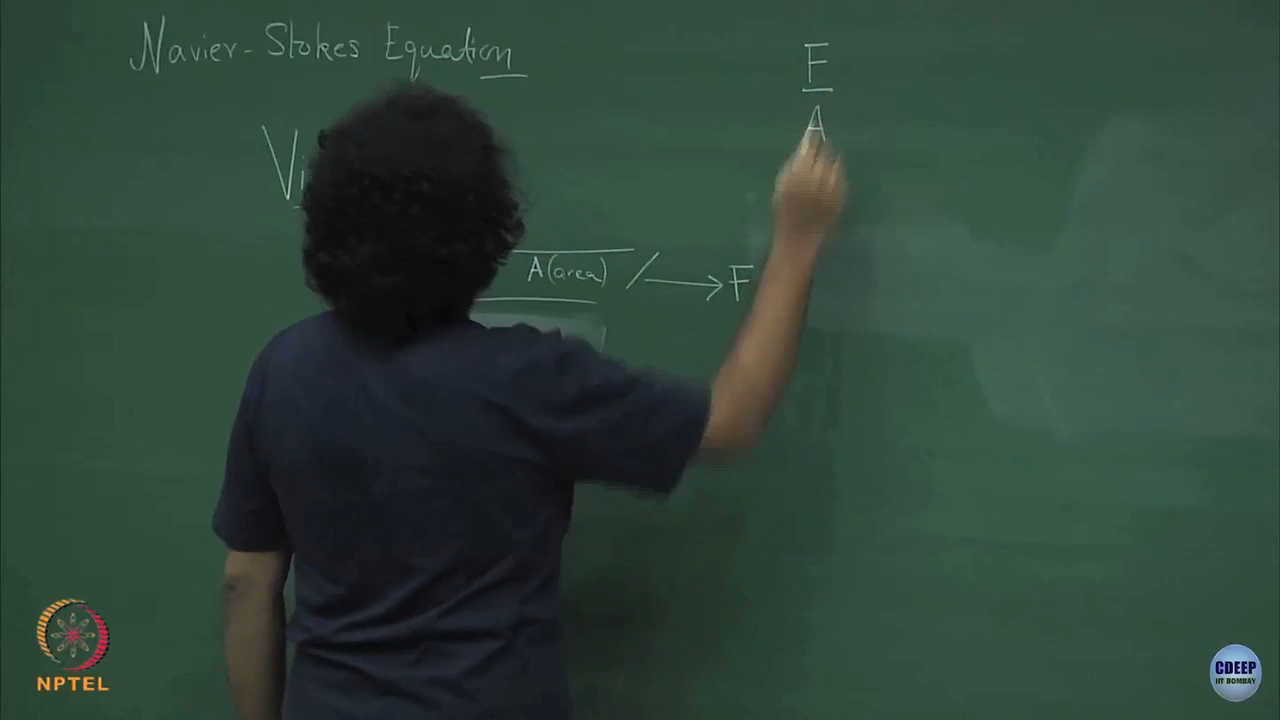 Navier-Stokes Equation
F
A
A (area)
F
NPTEL
CDEEP
IIT BOMBAY